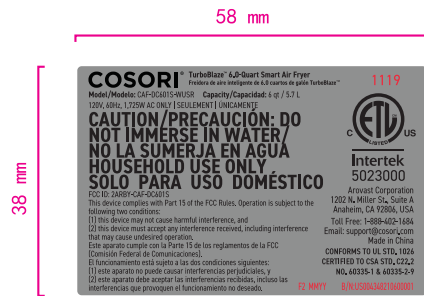 58 mm
38 mm
COSORI® TurboBlaze™ 6.0-Quart Smart Air Fryer
Freidora de aire inteligente de 6.0 cuartos de galón TurboBlaze™
Model/Modelo: CAF-DC601S-WUSR Capacity/Capacidad: 6 qt / 5.7 L
120V, 60Hz, 1,725W AC ONLY | SEULEMENT | ÚNICAMENTE
CAUTION/PRECAUCIÓN: DO
NOT IMMERSE IN WATER/
NO LA SUMERJA EN AGUA
HOUSEHOLD USE ONLY
SOLO PARA USO DOMÉSTICO
FCC ID: 2ARBY-CAF-DC601S
This device complies with Part 15 of the FCC Rules. Operation is subject to the
following two conditions:
(1) this device may not cause harmful interference, and
(2) this device must accept any interference received, including interference
that may cause undesired operation.
Este aparato cumple con la Parte 15 de los reglamentos de la FCC
(Comisión Federal de Comunicaciones).
El funcionamiento está sujeto a las dos condiciones siguientes:
(1) este aparato no puede causar interferencias perjudiciales, y
(2) este aparato debe aceptar las interferencias recibidas, incluso las
interferencias que provoquen el funcionamiento no deseado.
1119
C ETL US
LISTED
Intertek
5023000
Arovast Corporation
1202 N. Miller St., Suite A
Anaheim, CA 92806, USA
Toll Free: 1-888-402-1684
Email: support@cosori.com
Made in China
CONFORMS TO UL STD. 1026
CERTIFIED TO CSA STD. C22.2
NO. 60335-1 & 60335-2-9
F2 MMYY B/N:US004360210600001